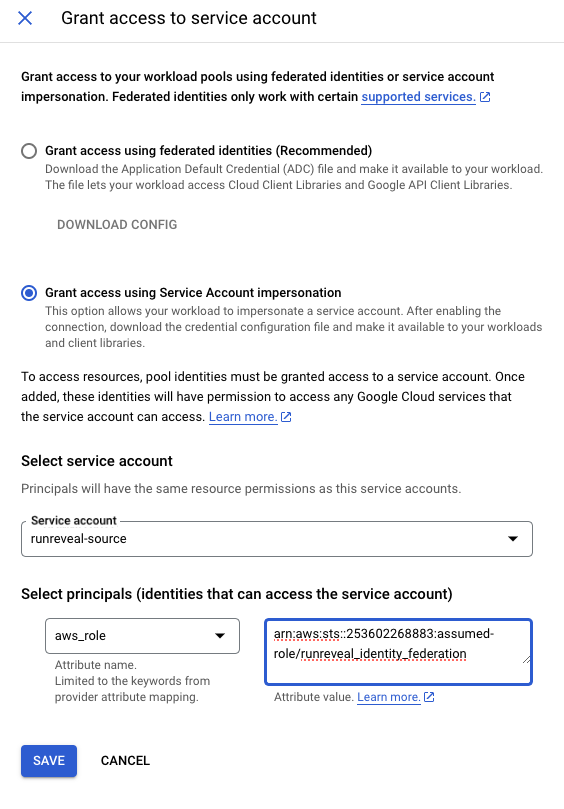 Grant access to service account
Grant access to your workload pools using federated identities or service account
impersonation. Federated identities only work with certain supported services.
Grant access using federated identities (Recommended)
Download the Application Default Credential (ADC) file and make it available to your workload.
The file lets your workload access Cloud Client Libraries and Google API Client Libraries.
DOWNLOAD CONFIG
Grant access using Service Account impersonation
This option allows your workload to impersonate a service account. After enabling the
connection, download the credential configuration file and make it available to your workloads
and client libraries.
To access resources, pool identities must be granted access to a service account. Once
added, these identities will have permission to access any Google Cloud services that
the service account can access. Learn more.
Select service account
Principals will have the same resource permissions as this service accounts.
Service account
runreveal-source
Select principals (identities that can access the service account)
aws_role
Attribute name.
Limited to the keywords from
provider attribute mapping.
arn:aws:sts::253602268883:assumed-
role/runreveal_identity_federation
Attribute value. Learn more.
SAVE
CANCEL